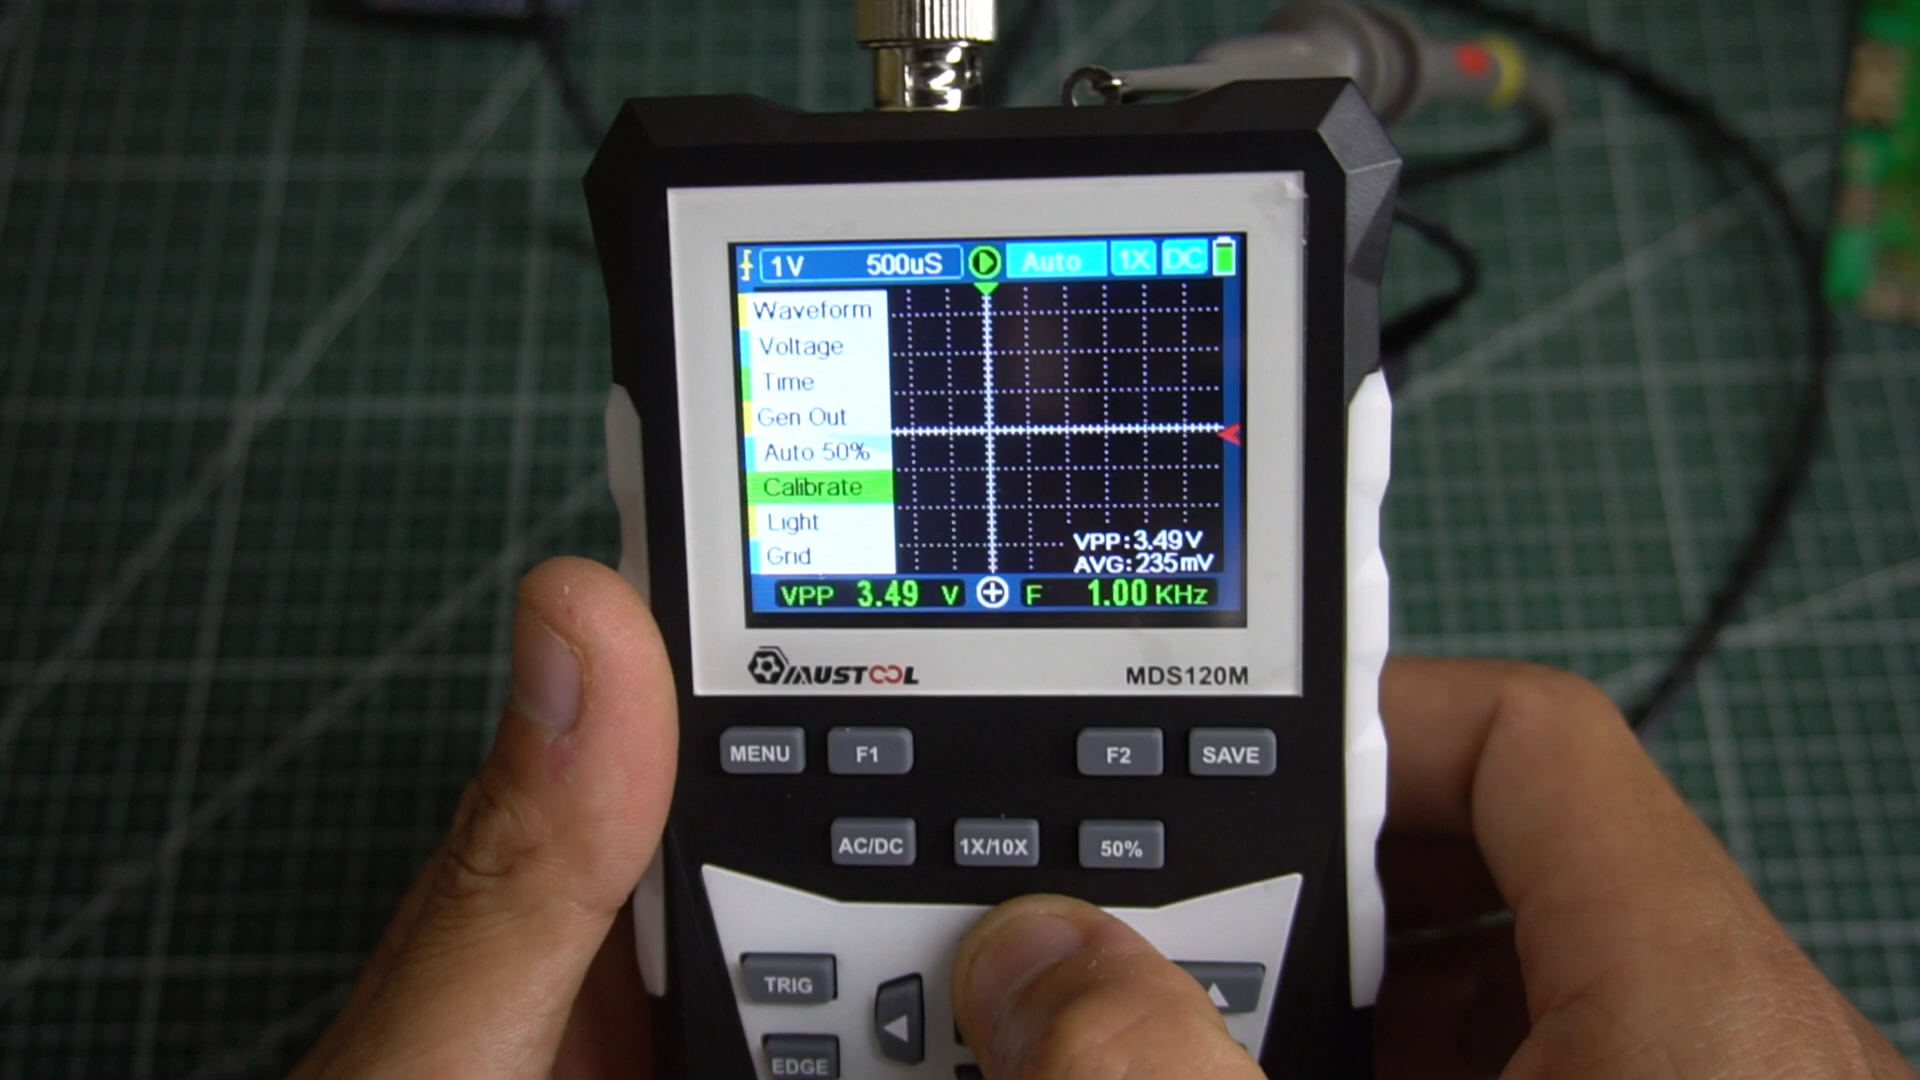 1V 500uS Auto 1X DC
Waveform
Voltage
Time
Gen Out
Auto 50%
Calibrate
Light
Grid
VPP:3.49V
AVG:235mV
VPP 3.49 V F 1.00 KHz
MUSTOOL MDS120M
MENU F1 F2 SAVE
AC/DC 1X/10X 50%
TRIG
EDGE